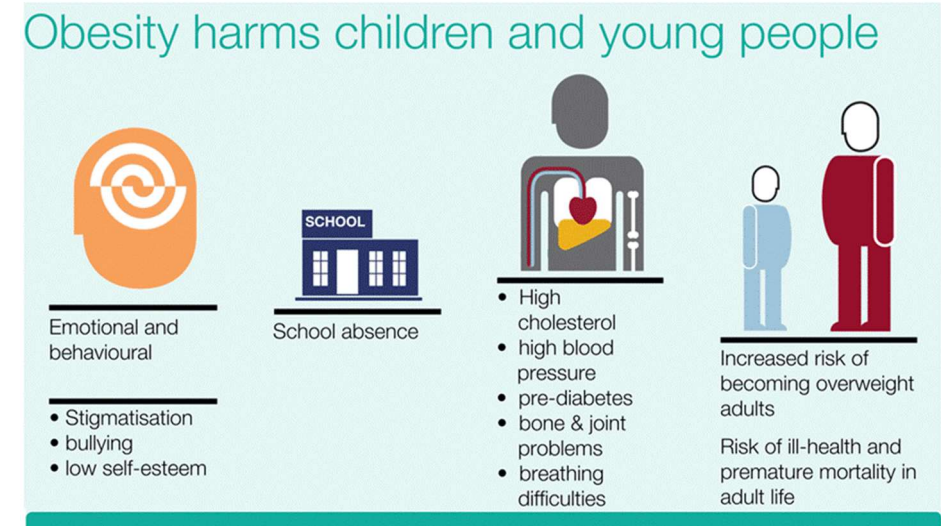 Obesity harms children and young people
Emotional and
behavioural
• Stigmatisation
• bullying
• low self-esteem
SCHOOL
School absence
• High
cholesterol
• high blood
pressure
• pre-diabetes
• bone & joint
problems
• breathing
difficulties
Increased risk of
becoming overweight
adults
Risk of ill-health and
premature mortality in
adult life